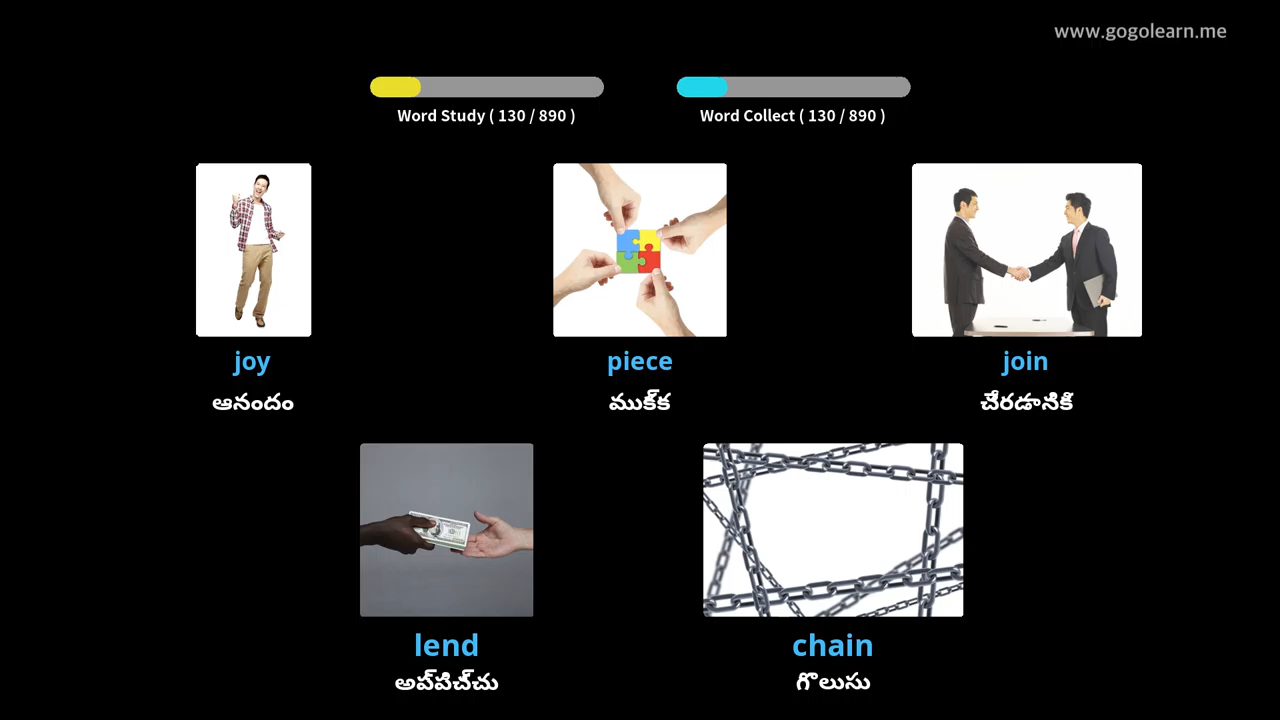 www.gogolearn.me
Word Study ( 130 / 890 )
Word Collect ( 130 / 890 )
joy
ఆనందం
piece
ముక్క
join
చేరడానికి
lend
అప్పిచ్చు
chain
గొలుసు